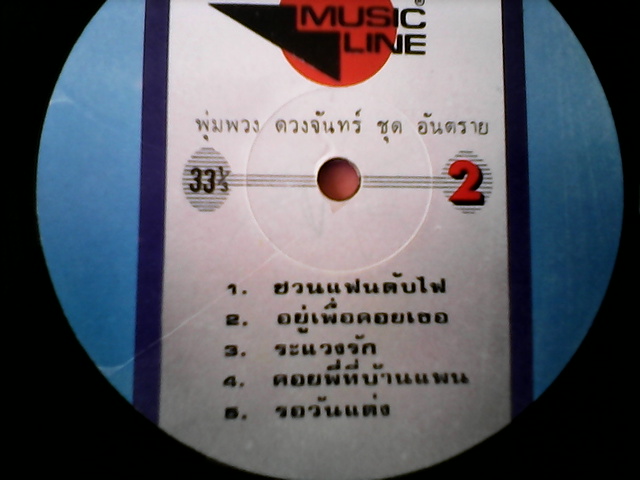 MUSIC
LINE
พุ่มพวง ดวงจันทร์ ชุด อันตราย
33⅓ 2
1. ชวนแฟนดับไฟ
2. อยู่เพื่อคอยเธอ
3. ระแวงรัก
4. คอยพี่ที่บ้านแพน
5. รอวันแต่ง